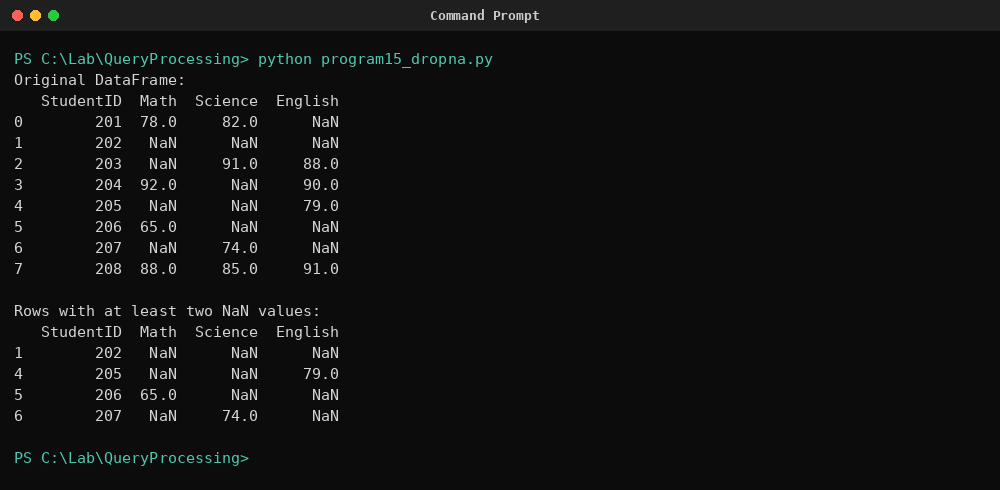 Command Prompt
PS C:\Lab\QueryProcessing> python program15_dropna.py
Original DataFrame:
   StudentID  Math  Science  English
0        201  78.0     82.0      NaN
1        202   NaN      NaN      NaN
2        203   NaN     91.0     88.0
3        204  92.0      NaN     90.0
4        205   NaN      NaN     79.0
5        206  65.0      NaN      NaN
6        207   NaN     74.0      NaN
7        208  88.0     85.0     91.0

Rows with at least two NaN values:
   StudentID  Math  Science  English
1        202   NaN      NaN      NaN
4        205   NaN      NaN     79.0
5        206  65.0      NaN      NaN
6        207   NaN     74.0      NaN

PS C:\Lab\QueryProcessing>